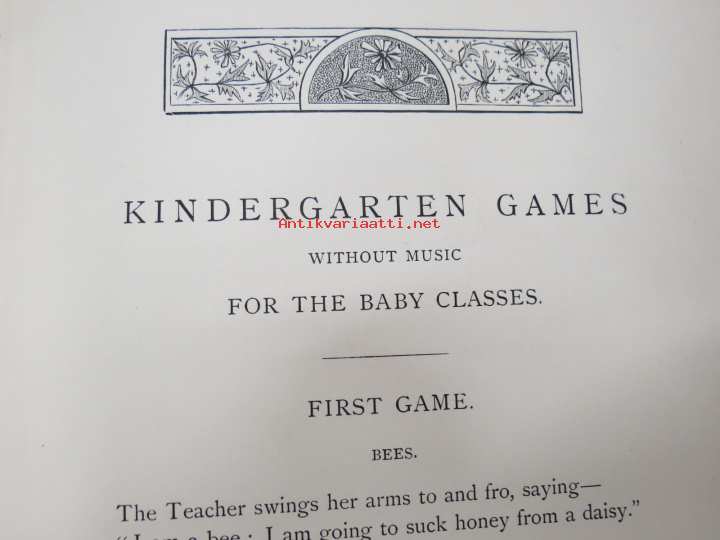 KINDERGARTEN GAMES
Antikvariaatti.net
WITHOUT MUSIC
FOR THE BABY CLASSES.
FIRST GAME.
BEES.
The Teacher swings her arms to and fro, saying—
“I am a bee; I am going to suck honey from a daisy.”